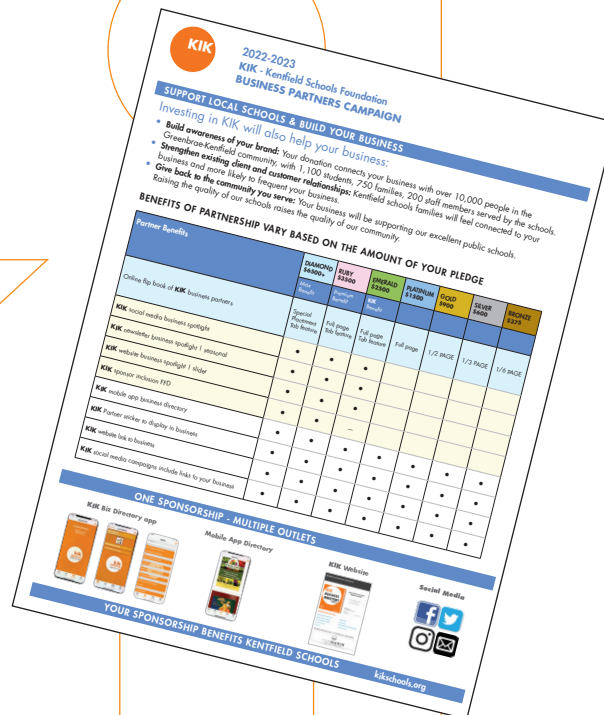 KIK
2022-2023
KIK - Kentfield Schools Foundation
BUSINESS PARTNERS CAMPAIGN
SUPPORT LOCAL SCHOOLS & BUILD YOUR BUSINESS
Investing in KIK will also help your business:
• Build awareness of your brand: Your donation connects your business with over 10,000 people in the
Greenbrae-Kentfield community, with 1,100 students, 750 families, 200 staff members served by the schools.
• Strengthen existing client and customer relationships: Kentfield schools families will feel connected to your
business and more likely to frequent your business.
• Give back to the community you serve: Your business will be supporting our excellent public schools.
Raising the quality of our schools raises the quality of our community.
BENEFITS OF PARTNERSHIP VARY BASED ON THE AMOUNT OF YOUR PLEDGE
Partner Benefits
DIAMOND $6500+
RUBY $3500
EMERALD $2500
PLATINUM $1500
GOLD $900
SILVER $600
BRONZE $375
Max Benefit
Premium Benefit
KIK Benefit
Online flip book of KIK business partners
Special Placement Tab feature
Full page Tab feature
Full page Tab feature
Full page
1/2 PAGE
1/3 PAGE
1/6 PAGE
KIK social media business spotlight • • •
KIK newsletter business spotlight | seasonal • • •
KIK website business spotlight | slider • • •
KIK sponsor inclusion FYD • • –
KIK mobile app business directory • • • • • • •
KIK Partner sticker to display in business • • • • • • •
KIK website link to business • • • • • • •
KIK social media campaigns include links to your business • • • • • • •
ONE SPONSORSHIP - MULTIPLE OUTLETS
KIK Biz Directory app
Mobile App Directory
KIK Website
Social Media
YOUR SPONSORSHIP BENEFITS KENTFIELD SCHOOLS
kikschools.org